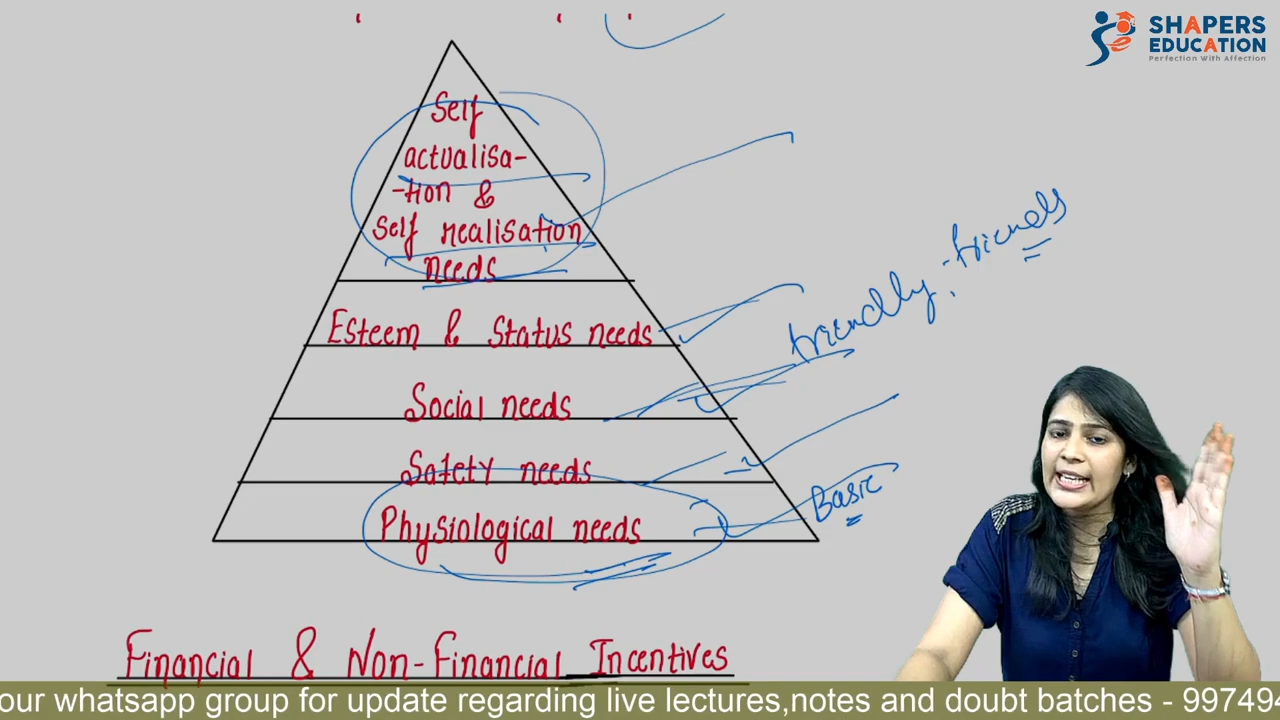 SHAPERS
EDUCATION
Perfection With Affection
Self
actualisa-
-tion &
Self realisation
needs
Esteem & Status needs
friendly, friends
Social needs
Safety needs
Basic
Physiological needs
Financial & Non-Financial Incentives
our whatsapp group for update regarding live lectures,notes and doubt batches - 99749